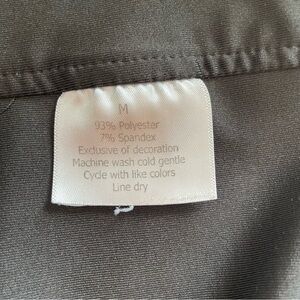 M
93% Polyester
7% Spandex
Exclusive of decoration
Machine wash cold gentle
Cycle with like colors
Line dry